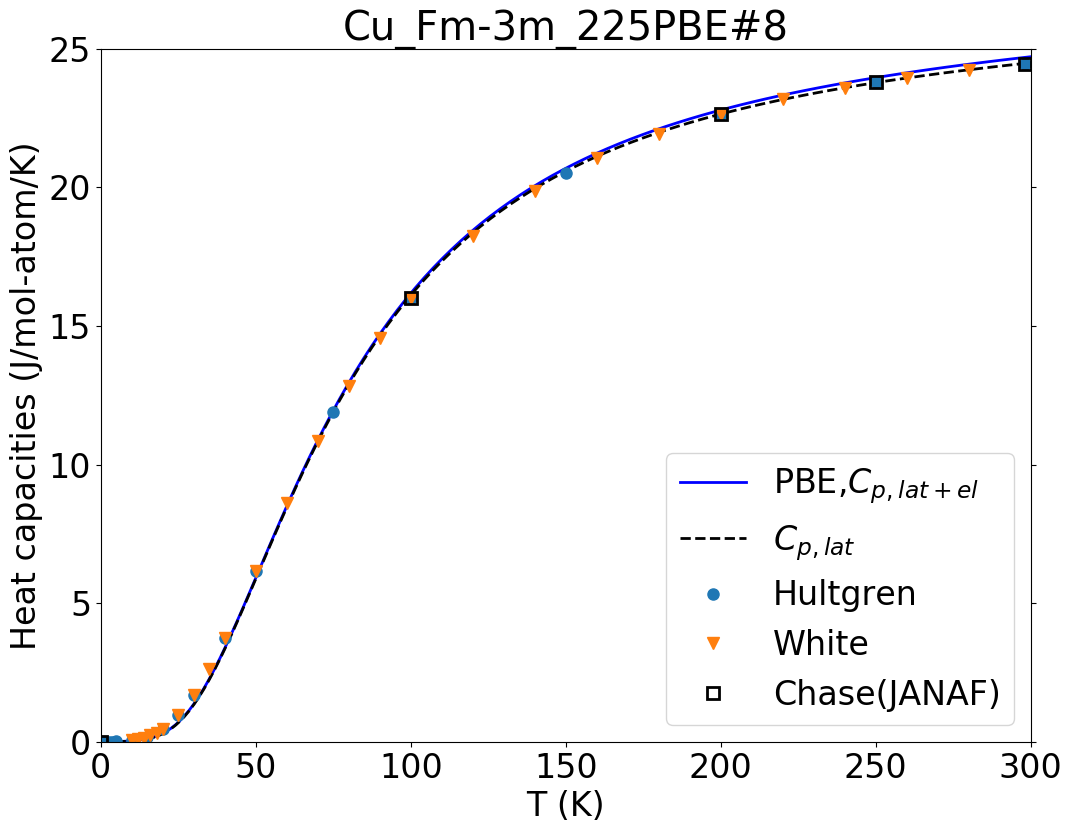 Cu_Fm-3m_225PBE#8
Heat capacities (J/mol-atom/K)
25
20
15
10
5
0
PBE,C_{p,lat+el}
C_{p,lat}
Hultgren
White
Chase(JANAF)
0 50 100 150 200 250 300
T (K)